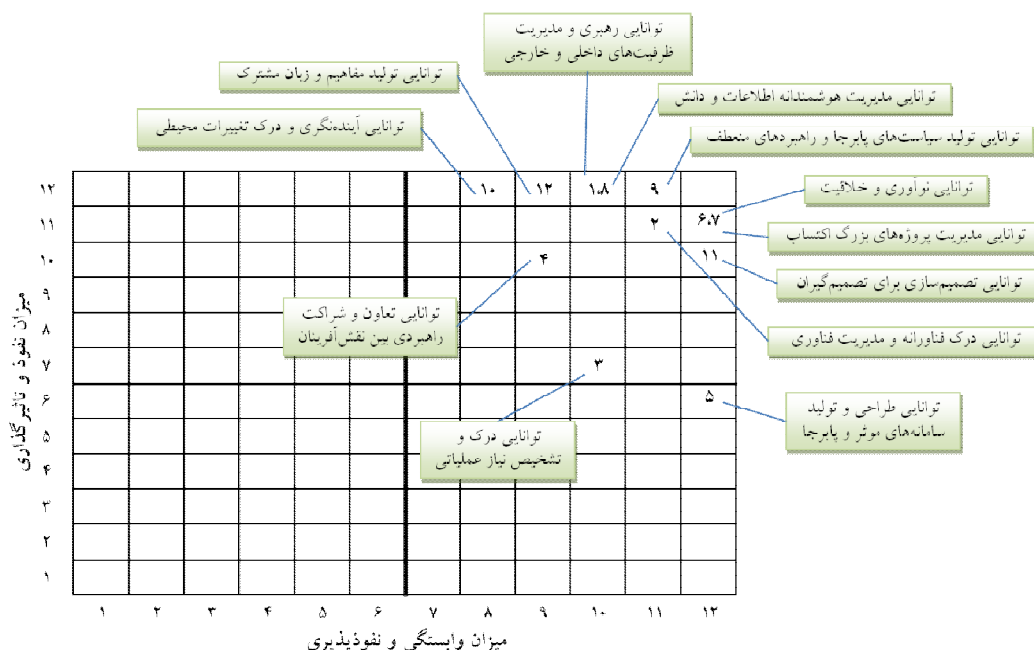 توانایی رهبری و مدیریت
ظرفیت‌های داخلی و خارجی
توانایی تولید مفاهیم و زبان مشترک
توانایی مدیریت هوشمندانه اطلاعات و دانش
توانایی آینده‌نگری و درک تغییرات محیطی
توانایی تولید سیاست‌های پابرجا و راهبردهای منعطف
۱۲ ۱۰ ۱۲ ۱،۸ ۹
توانایی نوآوری و خلاقیت
۱۱ ۲ ۶،۷
توانایی مدیریت پروژه‌های بزرگ اکتساب
۱۰ ۴ ۱۱
توانایی تصمیم‌سازی برای تصمیم‌گیران
۹
توانایی تعاون و شراکت
راهبردی بین نقش‌آفرینان
۸
توانایی درک فناورانه و مدیریت فناوری
۷ ۳
۶ ۵
توانایی طراحی و تولید
سامانه‌های موثر و پابرجا
۵
توانایی درک و
تشخیص نیاز عملیاتی
۴
۳
۲
۱
میزان نفوذ و تاثیرگذاری
۱ ۲ ۳ ۴ ۵ ۶ ۷ ۸ ۹ ۱۰ ۱۱ ۱۲
میزان وابستگی و نفوذپذیری